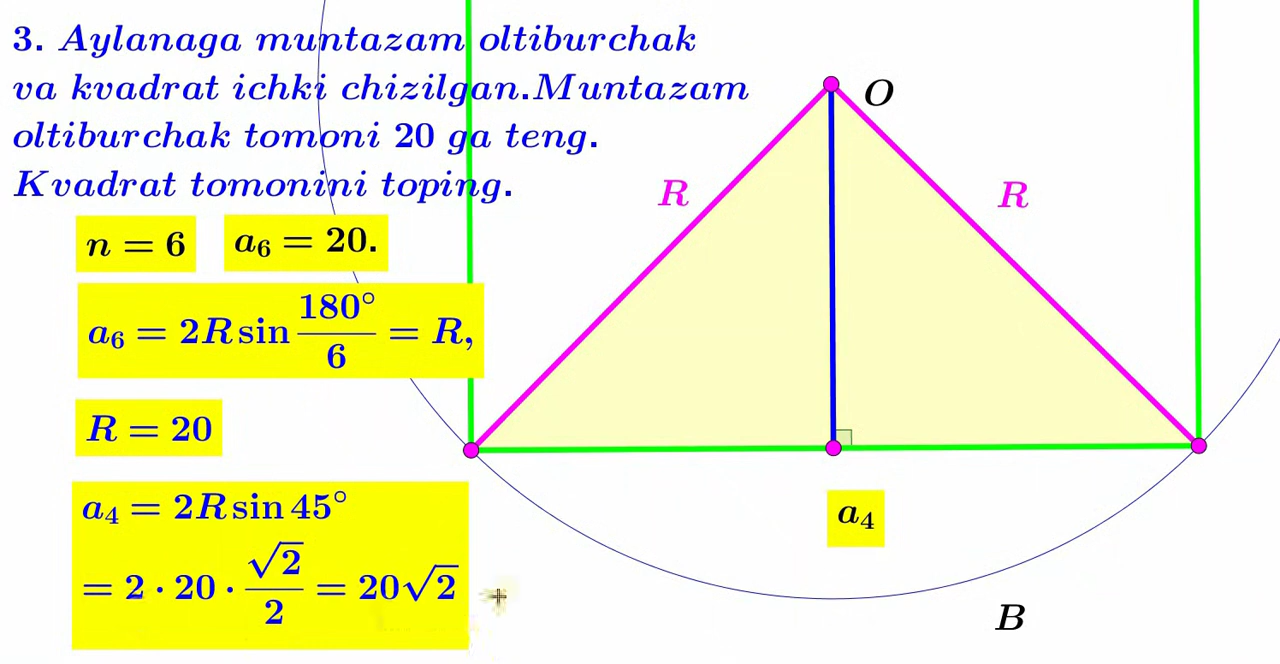 3. Aylanaga muntazam oltiburchak
va kvadrat ichki chizilgan.Muntazam
oltiburchak tomoni 20 ga teng.
Kvadrat tomonini toping.
n = 6
a₆ = 20.
a₆ = 2R sin 180°/6 = R,
R = 20
a₄ = 2R sin 45°
= 2 · 20 · √2/2 = 20√2
O
R
R
a₄
B